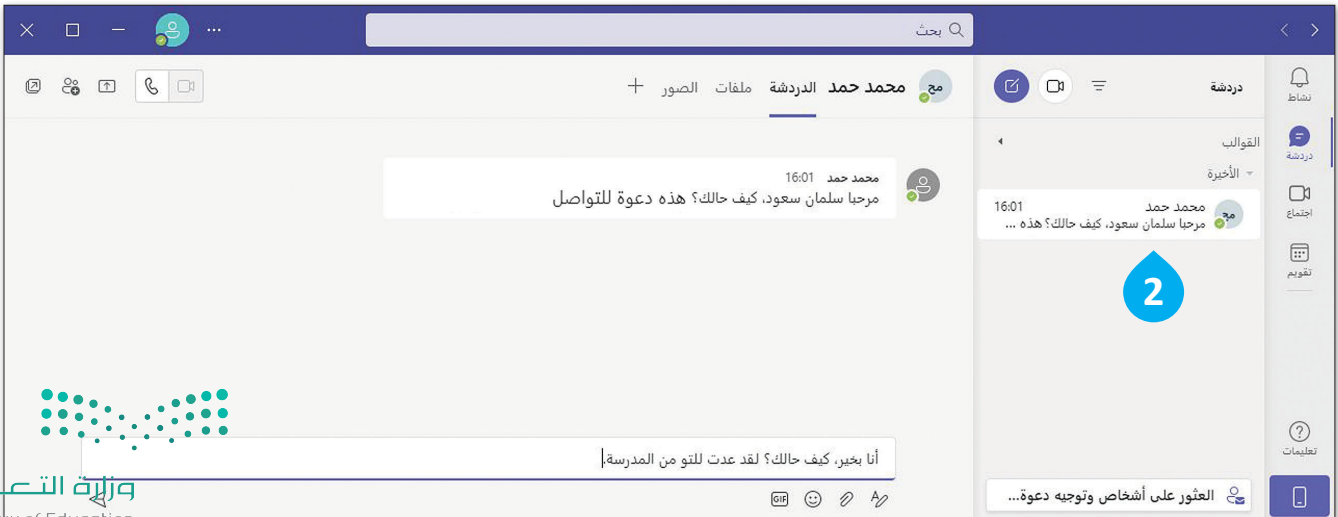 بحث
نشاط
دردشة
اجتماع
تقويم
تعليمات
دردشة
القوالب
الأخيرة
محمد حمد 16:01
مرحبا سلمان سعود، كيف حالك؟ هذه ...
2
العثور على أشخاص وتوجيه دعوة...
مح محمد حمد الدردشة ملفات الصور
محمد حمد 16:01
مرحبا سلمان سعود، كيف حالك؟ هذه دعوة للتواصل
أنا بخير، كيف حالك؟ لقد عدت للتو من المدرسة.
GIF
وزارة